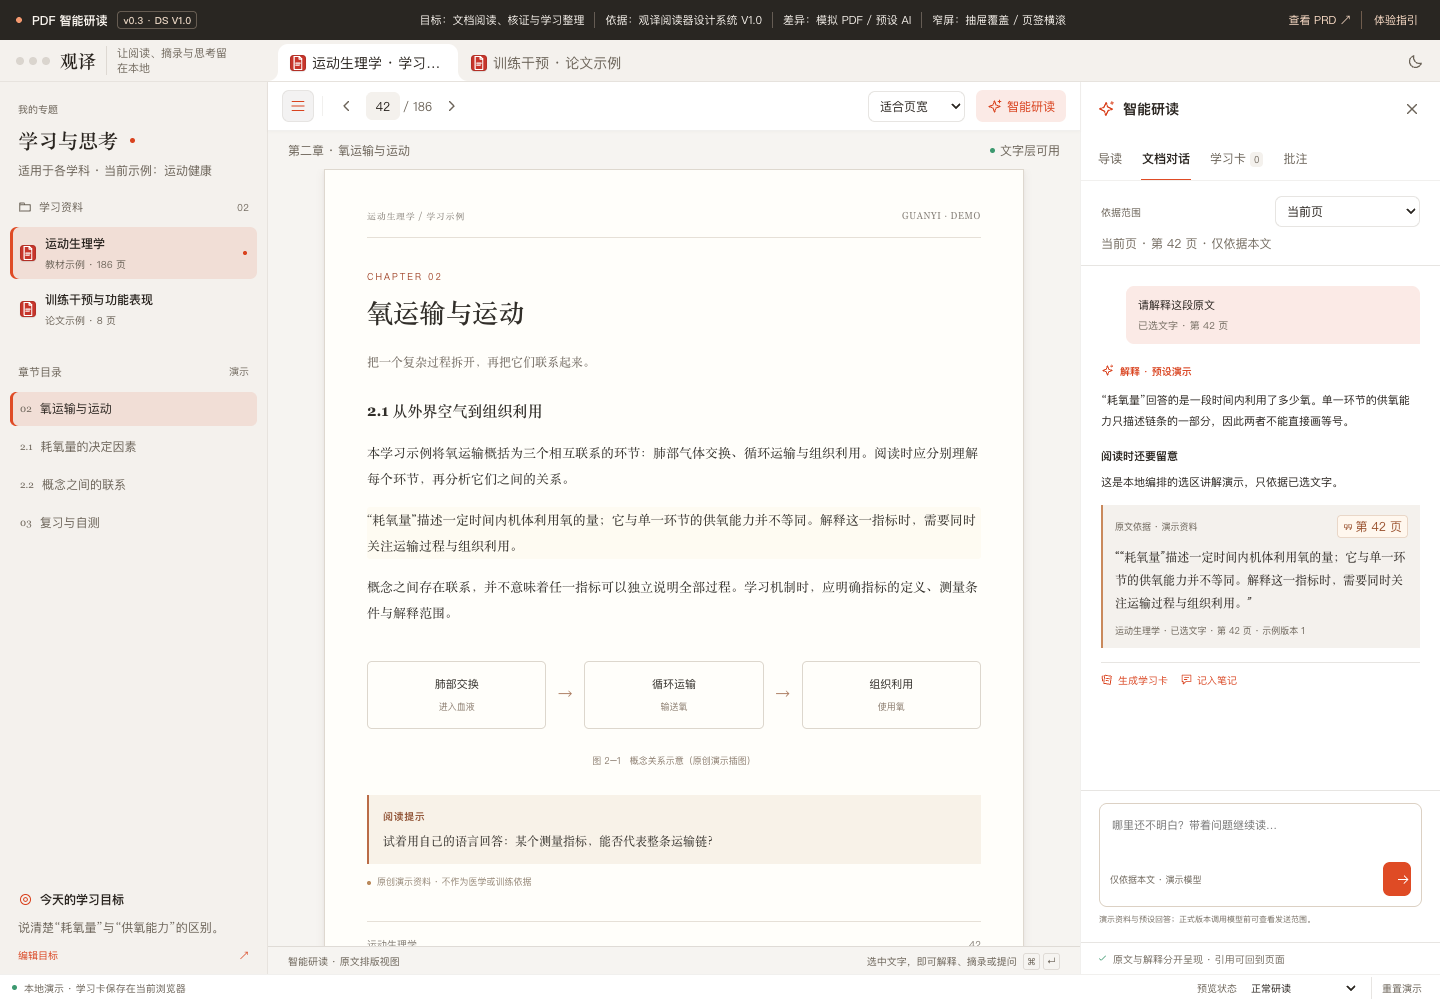 PDF 智能研读 v0.3 · DS V1.0
目标：文档阅读、核证与学习整理 依据：观译阅读器设计系统 V1.0 差异：模拟 PDF / 预设 AI 窄屏：抽屉覆盖 / 页签横滚
查看 PRD ↗ 体验指引
观译
让阅读、摘录与思考留
在本地
运动生理学 · 学习…
训练干预 · 论文示例
我的专题
学习与思考
适用于各学科 · 当前示例：运动健康
学习资料 02
运动生理学
教材示例 · 186 页
训练干预与功能表现
论文示例 · 8 页
章节目录 演示
02 氧运输与运动
2.1 耗氧量的决定因素
2.2 概念之间的联系
03 复习与自测
今天的学习目标
说清楚“耗氧量”与“供氧能力”的区别。
编辑目标 ↗
42 / 186
适合页宽
智能研读
第二章 · 氧运输与运动
文字层可用
运动生理学 / 学习示例
GUANYI · DEMO
CHAPTER 02
氧运输与运动
把一个复杂过程拆开，再把它们联系起来。
2.1 从外界空气到组织利用
本学习示例将氧运输概括为三个相互联系的环节：肺部气体交换、循环运输与组织利用。阅读时应分别理解
每个环节，再分析它们之间的关系。
“耗氧量”描述一定时间内机体利用氧的量；它与单一环节的供氧能力并不等同。解释这一指标时，需要同时
关注运输过程与组织利用。
概念之间存在联系，并不意味着任一指标可以独立说明全部过程。学习机制时，应明确指标的定义、测量条
件与解释范围。
肺部交换
进入血液
→
循环运输
输送氧
→
组织利用
使用氧
图 2—1 概念关系示意（原创演示插图）
阅读提示
试着用自己的语言回答：某个测量指标，能否代表整条运输链？
原创演示资料 · 不作为医学或训练依据
运动生理学 42
智能研读 · 原文排版视图
选中文字，即可解释、摘录或提问 ⌘ ↵
智能研读
导读 文档对话 学习卡 0 批注
依据范围 当前页
当前页 · 第 42 页 · 仅依据本文
请解释这段原文
已选文字 · 第 42 页
解释 · 预设演示
“耗氧量”回答的是一段时间内利用了多少氧。单一环节的供氧能
力只描述链条的一部分，因此两者不能直接画等号。
阅读时还要留意
这是本地编排的选区讲解演示，只依据已选文字。
原文依据 · 演示资料 第 42 页
““耗氧量”描述一定时间内机体利用氧的量；它与单一环
节的供氧能力并不等同。解释这一指标时，需要同时关
注运输过程与组织利用。”
运动生理学 · 已选文字 · 第 42 页 · 示例版本 1
生成学习卡 记入笔记
哪里还不明白？带着问题继续读…
仅依据本文 · 演示模型
演示资料与预设回答；正式版本调用模型前可查看发送范围。
原文与解释分开呈现 · 引用可回到页面
本地演示 · 学习卡保存在当前浏览器
预览状态 正常研读 重置演示